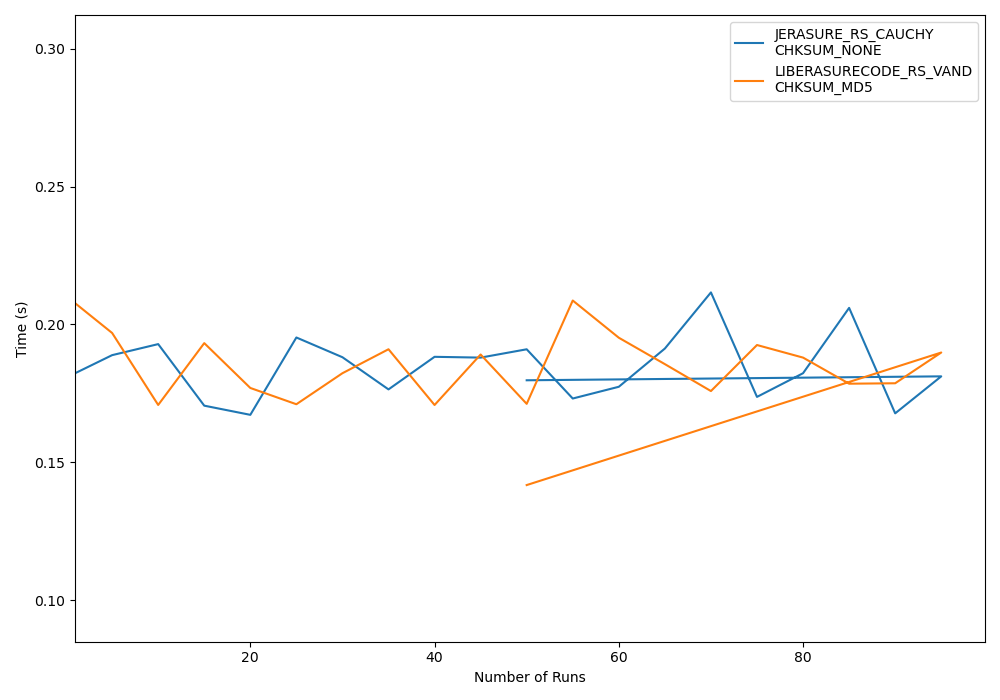 JERASURE_RS_CAUCHY
CHKSUM_NONE
LIBERASURECODE_RS_VAND
CHKSUM_MD5
0.30
0.25
0.20
0.15
0.10
Time (s)
20 40 60 80
Number of Runs